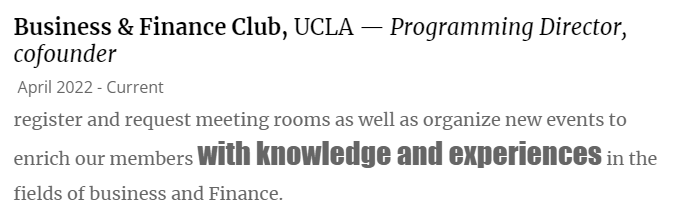 Business & Finance Club, UCLA — Programming Director,
cofounder
April 2022 - Current
register and request meeting rooms as well as organize new events to
enrich our members with knowledge and experiences in the
fields of business and Finance.